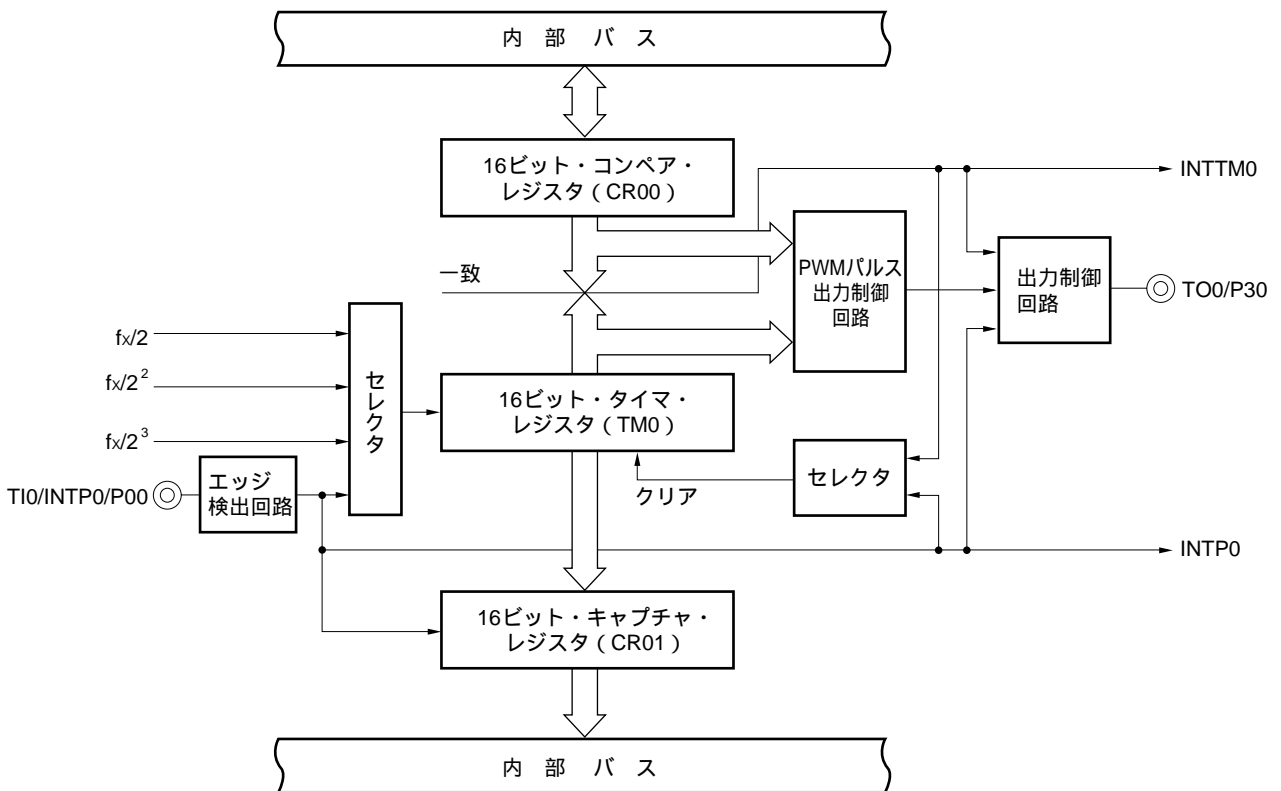 内 部 バ ス
16ビット・コンペア・
レジスタ（CR00）
INTTM0
一致
PWMパルス
出力制御
回路
出力制御
回路
TO0/P30
fx/2
fx/2²
fx/2³
セレクタ
16ビット・タイマ・
レジスタ（TM0）
TI0/INTP0/P00
エッジ
検出回路
クリア
セレクタ
INTP0
16ビット・キャプチャ・
レジスタ（CR01）
内 部 バ ス